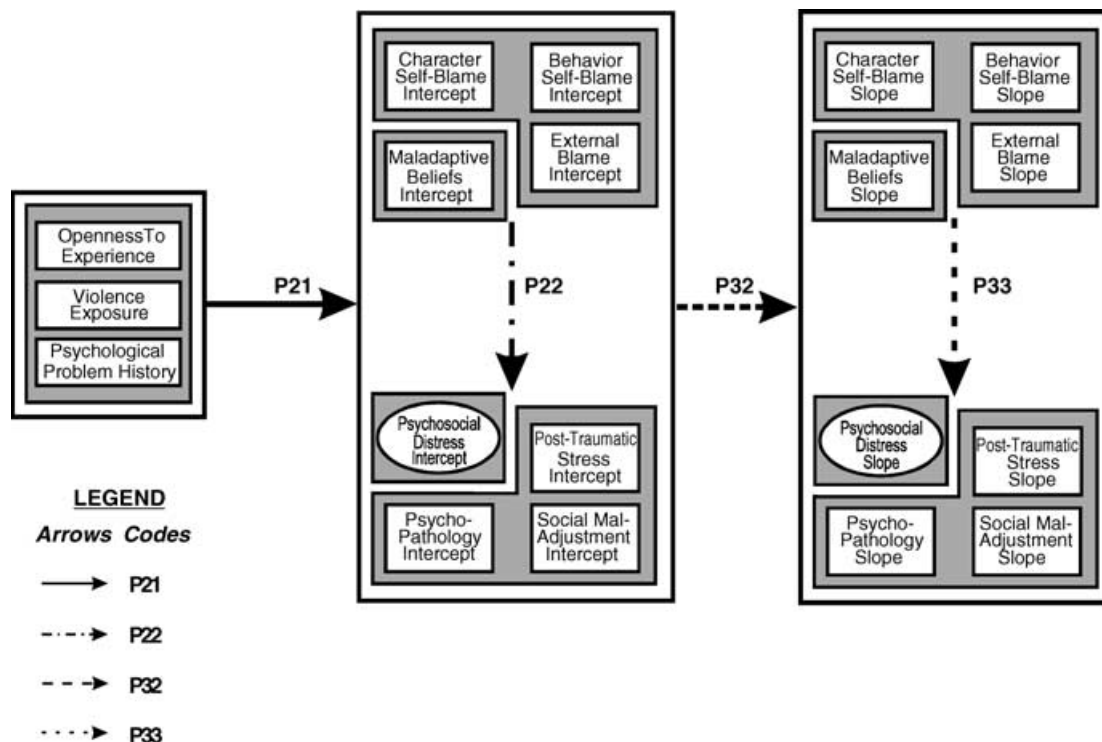 OpennessTo
Experience
Violence
Exposure
Psychological
Problem History
P21
Character
Self-Blame
Intercept
Behavior
Self-Blame
Intercept
Maladaptive
Beliefs
Intercept
External
Blame
Intercept
P22
Psychosocial
Distress
Intercept
Post-Traumatic
Stress
Intercept
Psycho-
Pathology
Intercept
Social Mal-
Adjustment
Intercept
P32
Character
Self-Blame
Slope
Behavior
Self-Blame
Slope
Maladaptive
Beliefs
Slope
External
Blame
Slope
P33
Psychosocial
Distress
Slope
Post-Traumatic
Stress
Slope
Psycho-
Pathology
Slope
Social Mal-
Adjustment
Slope
LEGEND
Arrows Codes
P21
P22
P32
P33